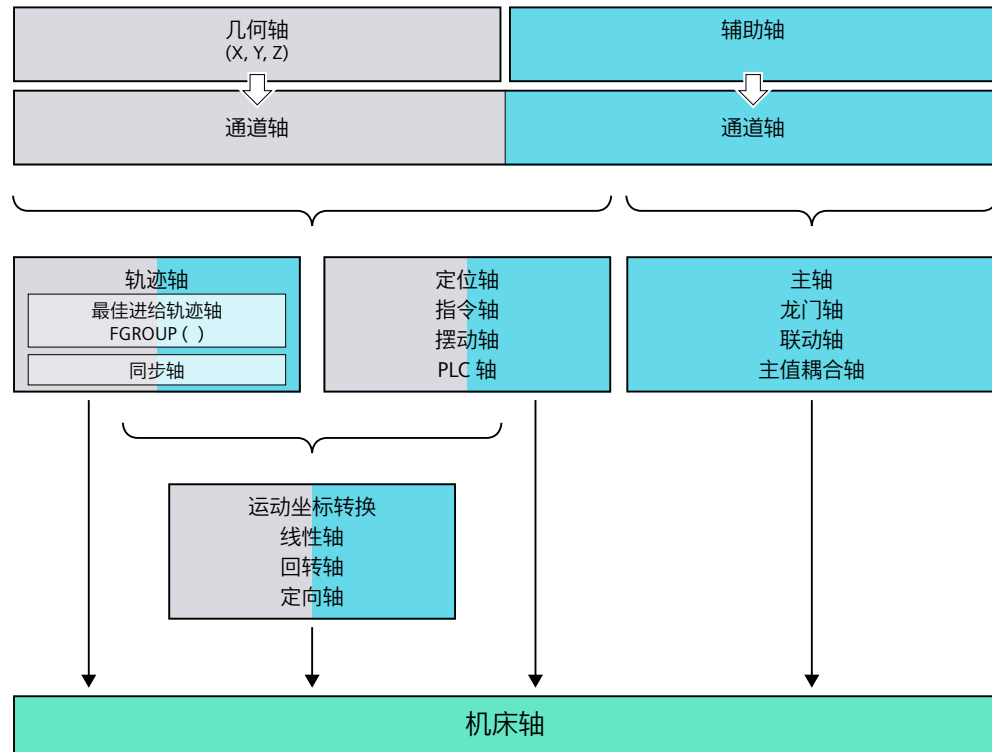 几何轴
(X, Y, Z)
辅助轴
通道轴
通道轴
轨迹轴
最佳进给轨迹轴
FGROUP ( )
同步轴
定位轴
指令轴
摆动轴
PLC 轴
主轴
龙门轴
联动轴
主值耦合轴
运动坐标转换
线性轴
回转轴
定向轴
机床轴